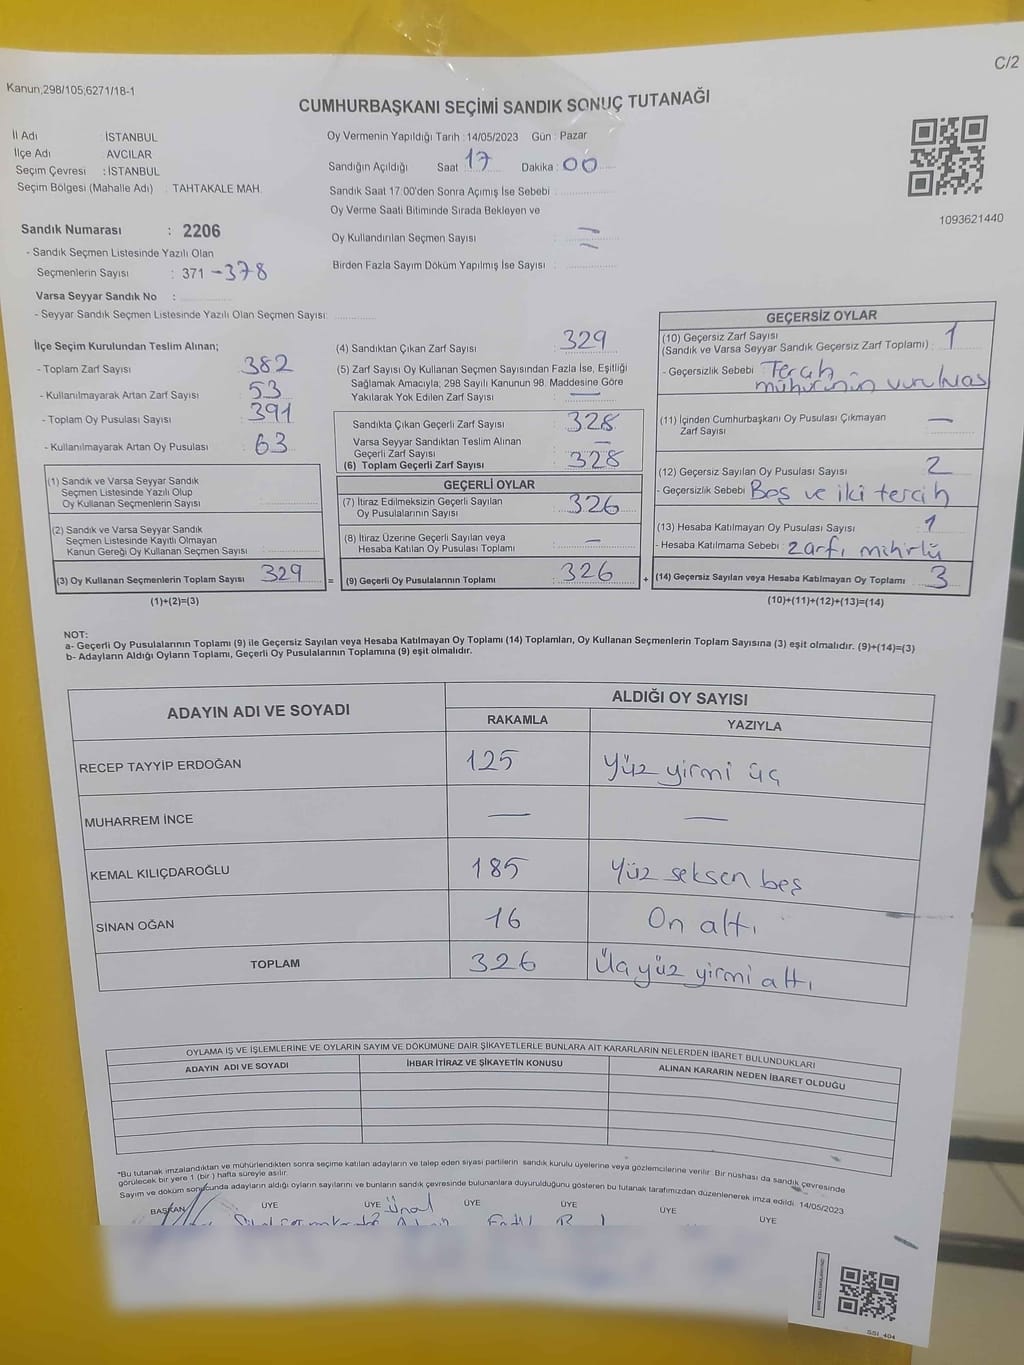 C/2
Kanun;298/105;6271/18-1
CUMHURBAŞKANI SEÇİMİ SANDIK SONUÇ TUTANAĞI
İl Adı : İSTANBUL
İlçe Adı : AVCILAR
Seçim Çevresi : İSTANBUL
Seçim Bölgesi (Mahalle Adı) : TAHTAKALE MAH.
Sandık Numarası : 2206
- Sandık Seçmen Listesinde Yazılı Olan
Seçmenlerin Sayısı : 371 - 378
Varsa Seyyar Sandık No :
- Seyyar Sandık Seçmen Listesinde Yazılı Olan Seçmen Sayısı:
Oy Vermenin Yapıldığı Tarih : 14/05/2023 Gün : Pazar
Sandığın Açıldığı Saat 17 Dakika : 00
Sandık Saat 17:00'den Sonra Açımış İse Sebebi :
Oy Verme Saati Bitiminde Sırada Bekleyen ve
Oy Kullandırılan Seçmen Sayısı :
Birden Fazla Sayım Döküm Yapılmış İse Sayısı :
1093621440
İlçe Seçim Kurulundan Teslim Alınan;
- Toplam Zarf Sayısı : 382
- Kullanılmayarak Artan Zarf Sayısı : 53
- Toplam Oy Pusulası Sayısı : 391
- Kullanılmayarak Artan Oy Pusulası : 63
(1) Sandık ve Varsa Seyyar Sandık
Seçmen Listesinde Yazılı Olup
Oy Kullanan Seçmenlerin Sayısı :
(2) Sandık ve Varsa Seyyar Sandık
Seçmen Listesinde Kayıtlı Olmayan
Kanun Gereği Oy Kullanan Seçmen Sayısı :
(3) Oy Kullanan Seçmenlerin Toplam Sayısı : 329
(1)+(2)=(3)
(4) Sandıktan Çıkan Zarf Sayısı : 329
(5) Zarf Sayısı Oy Kullanan Seçmen Sayısından Fazla İse, Eşitliği
Sağlamak Amacıyla; 298 Sayılı Kanunun 98. Maddesine Göre
Yakılarak Yok Edilen Zarf Sayısı : —
Sandıkta Çıkan Geçerli Zarf Sayısı : 328
Varsa Seyyar Sandıktan Teslim Alınan
Geçerli Zarf Sayısı : —
(6) Toplam Geçerli Zarf Sayısı : 328
GEÇERLİ OYLAR
(7) İtiraz Edilmeksizin Geçerli Sayılan
Oy Pusulalarının Sayısı : 326
(8) İtiraz Üzerine Geçerli Sayılan veya
Hesaba Katılan Oy Pusulası Toplamı : —
= (9) Geçerli Oy Pusulalarının Toplamı : 326
GEÇERSİZ OYLAR
(10) Geçersiz Zarf Sayısı
(Sandık ve Varsa Seyyar Sandık Geçersiz Zarf Toplamı) : 1
- Geçersizlik Sebebi : Tercih
(11) İçinden Cumhurbaşkanı Oy Pusulası Çıkmayan
Zarf Sayısı : —
(12) Geçersiz Sayılan Oy Pusulası Sayısı : 2
- Geçersizlik Sebebi : Boş ve iki tercih
(13) Hesaba Katılmayan Oy Pusulası Sayısı : 1
- Hesaba Katılmama Sebebi : zarfı mihirlü
+ (14) Geçersiz Sayılan veya Hesaba Katılmayan Oy Toplamı : 3
(10)+(11)+(12)+(13)=(14)
NOT:
a- Geçerli Oy Pusulalarının Toplamı (9) ile Geçersiz Sayılan veya Hesaba Katılmayan Oy Toplamı (14) Toplamları, Oy Kullanan Seçmenlerin Toplam Sayısına (3) eşit olmalıdır. (9)+(14)=(3)
b- Adayların Aldığı Oyların Toplamı, Geçerli Oy Pusulalarının Toplamına (9) eşit olmalıdır.
ADAYIN ADI VE SOYADI
ALDIĞI OY SAYISI
RAKAMLA YAZIYLA
RECEP TAYYİP ERDOĞAN 125 Yüz yirmi üç
MUHARREM İNCE — —
KEMAL KILIÇDAROĞLU 185 Yüz seksen beş
SİNAN OĞAN 16 On altı
TOPLAM 326 Üçyüz yirmi altı
OYLAMA İŞ VE İŞLEMLERİNE VE OYLARIN SAYIM VE DÖKÜMÜNE DAİR ŞİKAYETLERLE BUNLARA AİT KARARLARIN NELERDEN İBARET BULUNDUKLARI
ADAYIN ADI VE SOYADI İHBAR İTİRAZ VE ŞİKAYETİN KONUSU ALINAN KARARIN NEDEN İBARET OLDUĞU
*Bu tutanak imzalandıktan ve mühürlendikten sonra seçime katılan adayların ve talep eden siyasi partilerin sandık kurulu üyelerine veya gözlemcilerine verilir. Bir nüshası da sandık çevresinde
görülecek bir yere 1 (bir) hafta süreyle asılır.
Sayım ve döküm sonucunda adayların aldığı oyların sayılarını ve bunların sandık çevresinde bulunanlara duyurulduğunu gösteren bu tutanak tarafımızdan düzenlenerek imza edildi. 14/05/2023
BAŞKAN ÜYE ÜYE ÜYE ÜYE ÜYE ÜYE
Ünal
SSI_404